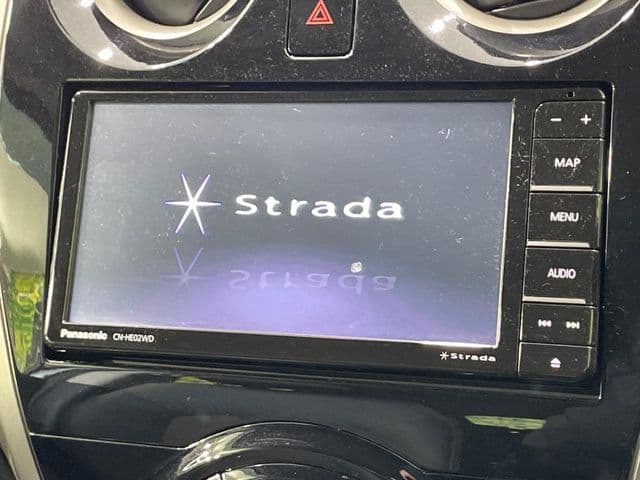 Strada
Panasonic CN-HE02WD
Strada
− +
MAP
MENU
AUDIO